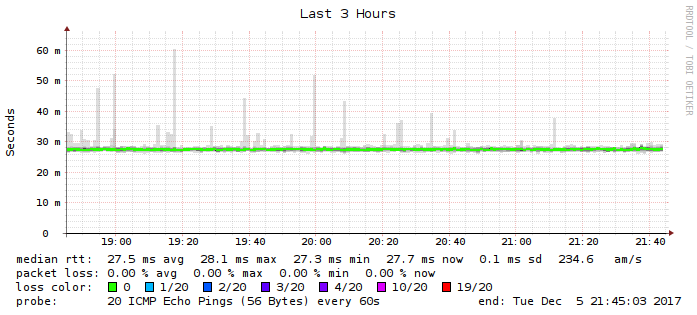 Last 3 Hours
RRDTOOL / TOBI OETIKER
Seconds
60 m
50 m
40 m
30 m
20 m
10 m
0
19:00 19:20 19:40 20:00 20:20 20:40 21:00 21:20 21:40
median rtt: 27.5 ms avg 28.1 ms max 27.3 ms min 27.7 ms now 0.1 ms sd 234.6 am/s
packet loss: 0.00 % avg 0.00 % max 0.00 % min 0.00 % now
loss color: 0 1/20 2/20 3/20 4/20 10/20 19/20
probe: 20 ICMP Echo Pings (56 Bytes) every 60s end: Tue Dec 5 21:45:03 2017